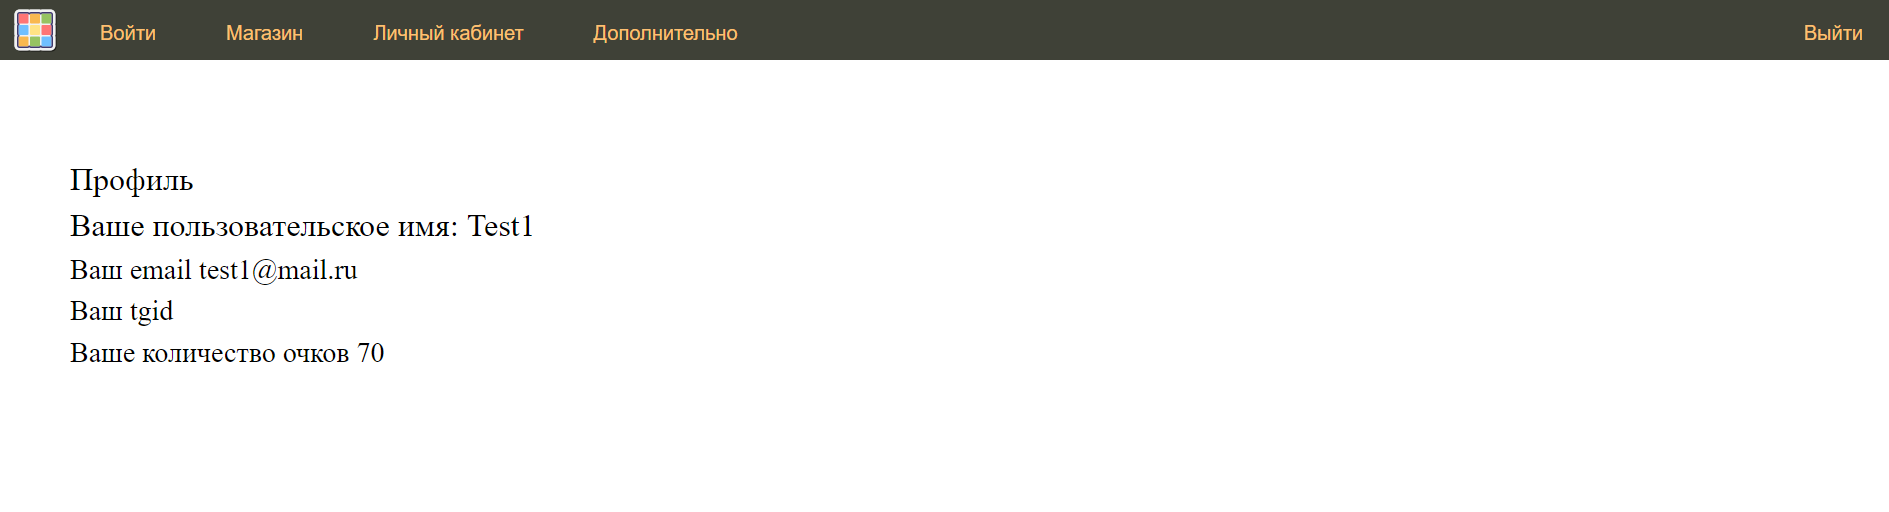 Войти Магазин Личный кабинет Дополнительно Выйти
Профиль
Ваше пользовательское имя: Test1
Ваш email test1@mail.ru
Ваш tgid
Ваше количество очков 70